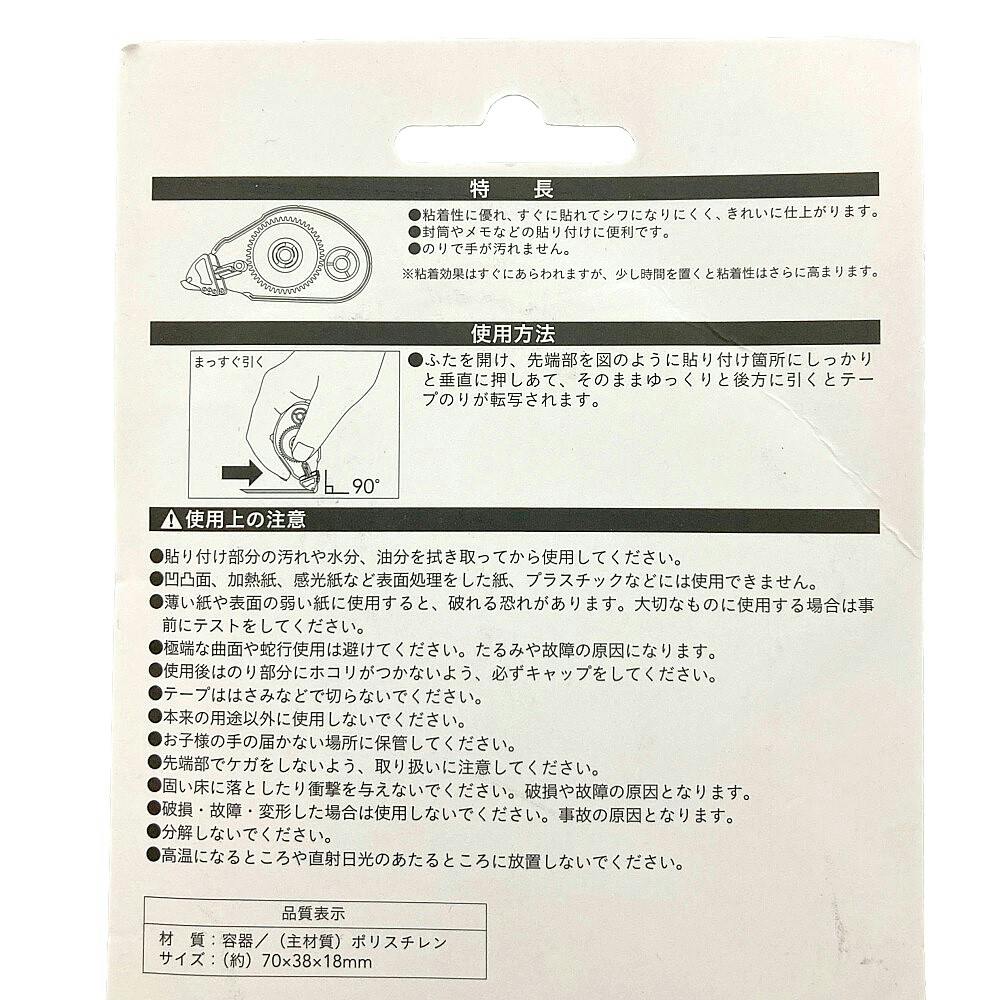 特 長
●粘着性に優れ、すぐに貼れてシワになりにくく、きれいに仕上がります。
●封筒やメモなどの貼り付けに便利です。
●のりで手が汚れません。
※粘着効果はすぐにあらわれますが、少し時間を置くと粘着性はさらに高まります。
使用方法
まっすぐ引く
90°
●ふたを開け、先端部を図のように貼り付け箇所にしっかり
と垂直に押しあて、そのままゆっくりと後方に引くとテー
プのりが転写されます。
⚠使用上の注意
●貼り付け部分の汚れや水分、油分を拭き取ってから使用してください。
●凹凸面、加熱紙、感光紙など表面処理をした紙、プラスチックなどには使用できません。
●薄い紙や表面の弱い紙に使用すると、破れる恐れがあります。大切なものに使用する場合は事
前にテストをしてください。
●極端な曲面や蛇行使用は避けてください。たるみや故障の原因になります。
●使用後はのり部分にホコリがつかないよう、必ずキャップをしてください。
●テープははさみなどで切らないでください。
●本来の用途以外に使用しないでください。
●お子様の手の届かない場所に保管してください。
●先端部でケガをしないよう、取り扱いに注意してください。
●固い床に落としたり衝撃を与えないでください。破損や故障の原因となります。
●破損・故障・変形した場合は使用しないでください。事故の原因となります。
●分解しないでください。
●高温になるところや直射日光のあたるところに放置しないでください。
品質表示
材 質：容器／（主材質）ポリスチレン
サイズ：（約）70×38×18mm